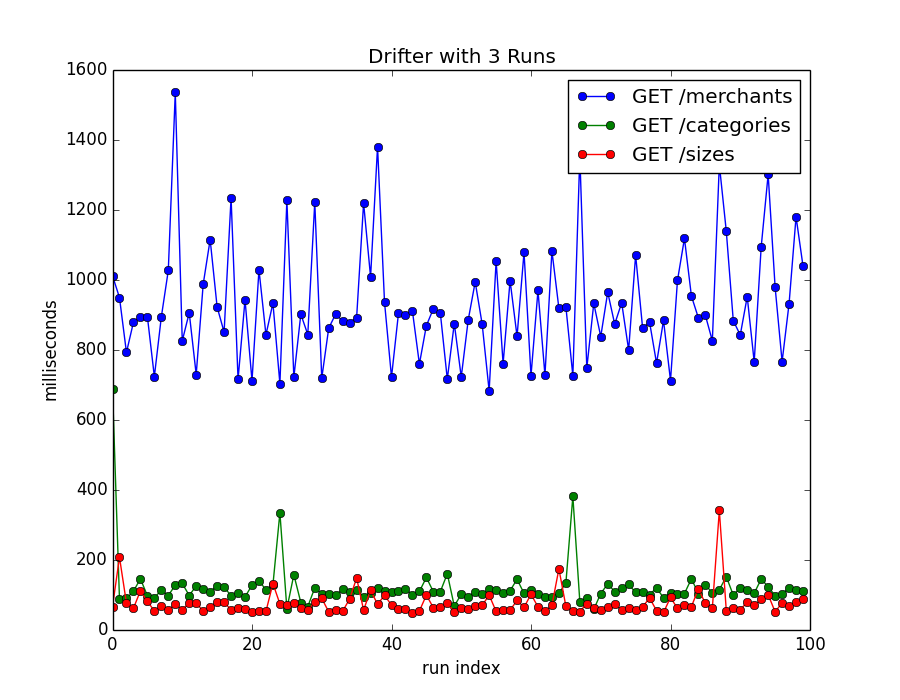 Drifter with 3 Runs
1600
1400
1200
1000
800
600
400
200
0
milliseconds
GET /merchants
GET /categories
GET /sizes
0 20 40 60 80 100
run index